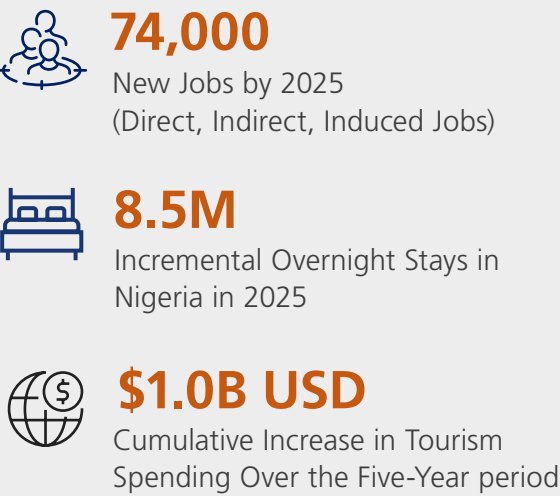 74,000
New Jobs by 2025
(Direct, Indirect, Induced Jobs)
8.5M
Incremental Overnight Stays in
Nigeria in 2025
$
$1.0B USD
Cumulative Increase in Tourism
Spending Over the Five-Year period